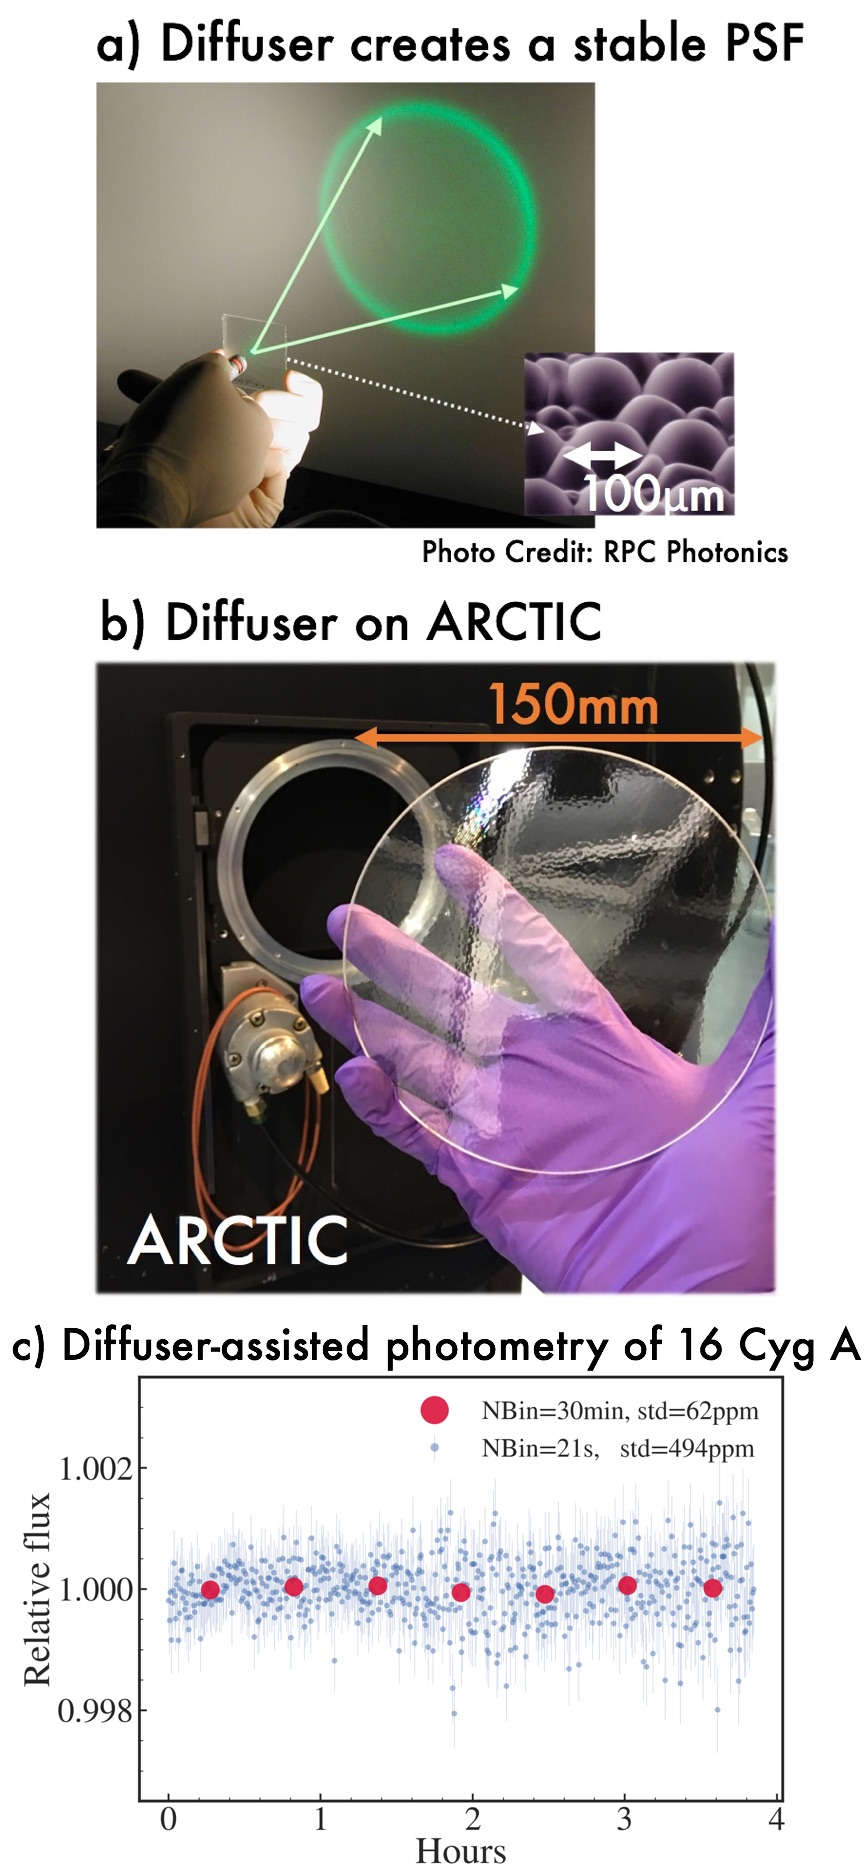 a) Diffuser creates a stable PSF
100μm
Photo Credit: RPC Photonics
b) Diffuser on ARCTIC
150mm
ARCTIC
c) Diffuser-assisted photometry of 16 Cyg A
NBin=30min, std=62ppm
NBin=21s, std=494ppm
1.002
1.000
0.998
Relative flux
0 1 2 3 4
Hours